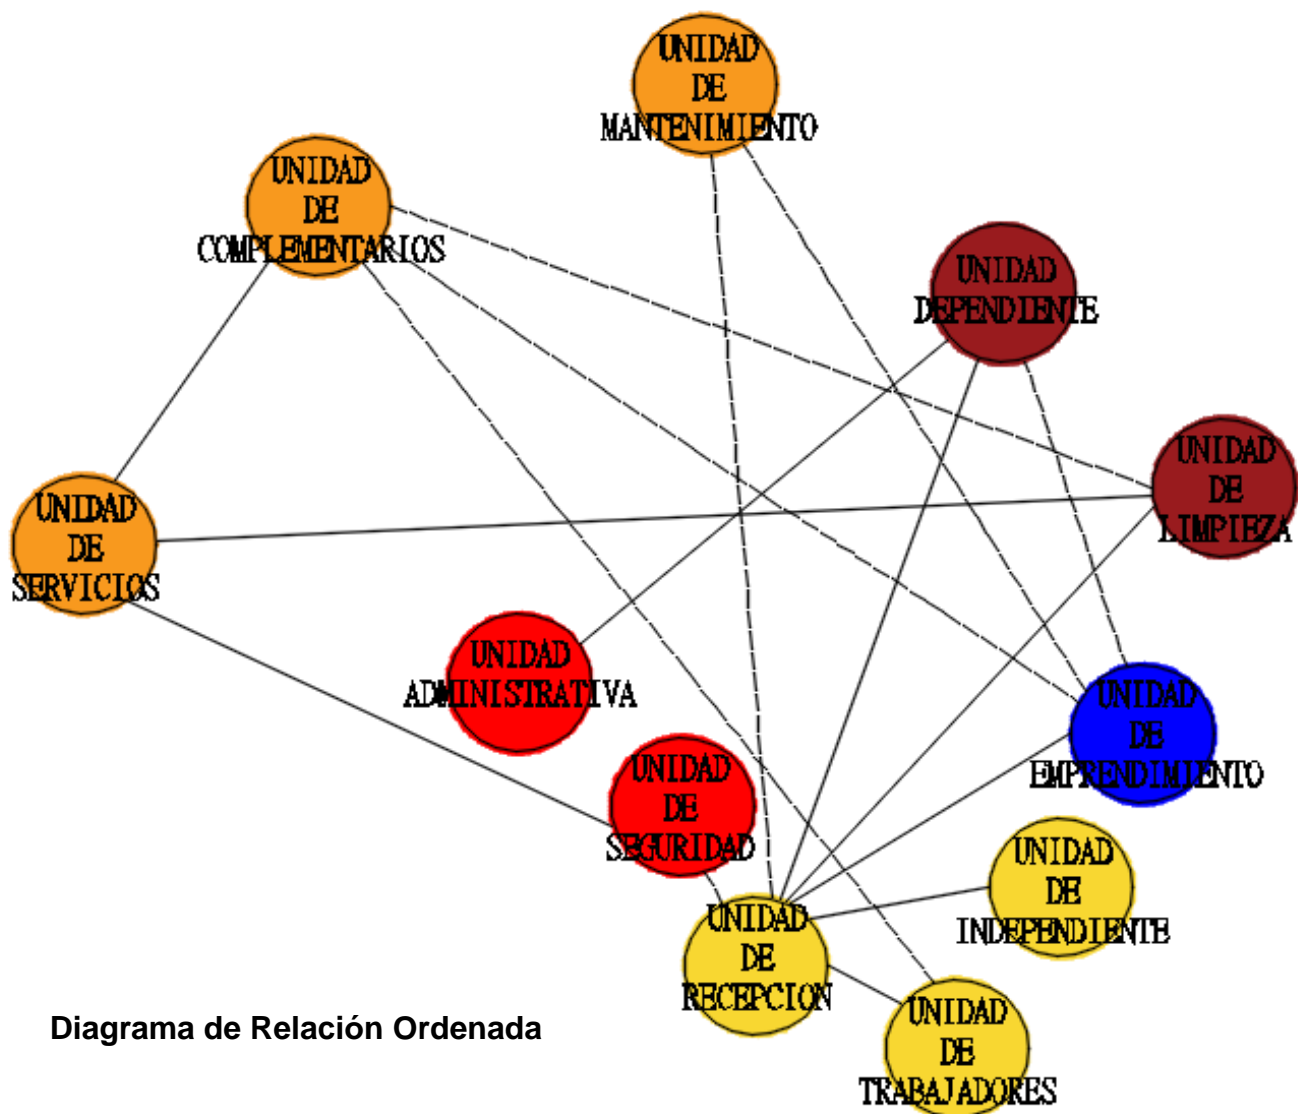 UNIDAD
DE
MANTENIMIENTO
UNIDAD
DE
COMPLEMENTARIOS
UNIDAD
DEPENDIENTE
UNIDAD
DE
LIMPIEZA
UNIDAD
DE
SERVICIOS
UNIDAD
ADMINISTRATIVA
UNIDAD
DE
EMPRENDIMIENTO
UNIDAD
DE
SEGURIDAD
UNIDAD
DE
INDEPENDIENTE
UNIDAD
DE
RECEPCION
UNIDAD
DE
TRABAJADORES
Diagrama de Relación Ordenada